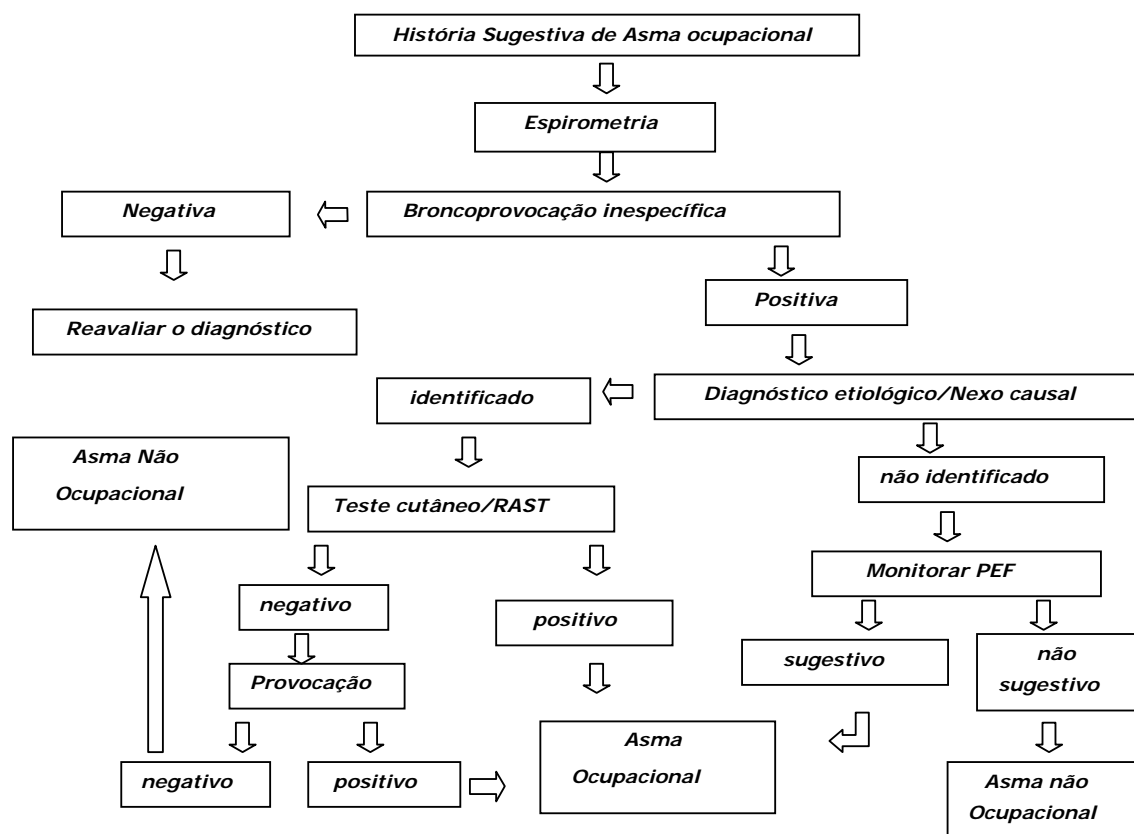 História Sugestiva de Asma ocupacional
Espirometria
Negativa
Broncoprovocação inespecífica
Positiva
Reavaliar o diagnóstico
identificado
Diagnóstico etiológico/Nexo causal
Asma Não
Ocupacional
não identificado
Teste cutâneo/RAST
Monitorar PEF
negativo
positivo
sugestivo
não
sugestivo
Provocação
Asma
Ocupacional
negativo
positivo
Asma não
Ocupacional